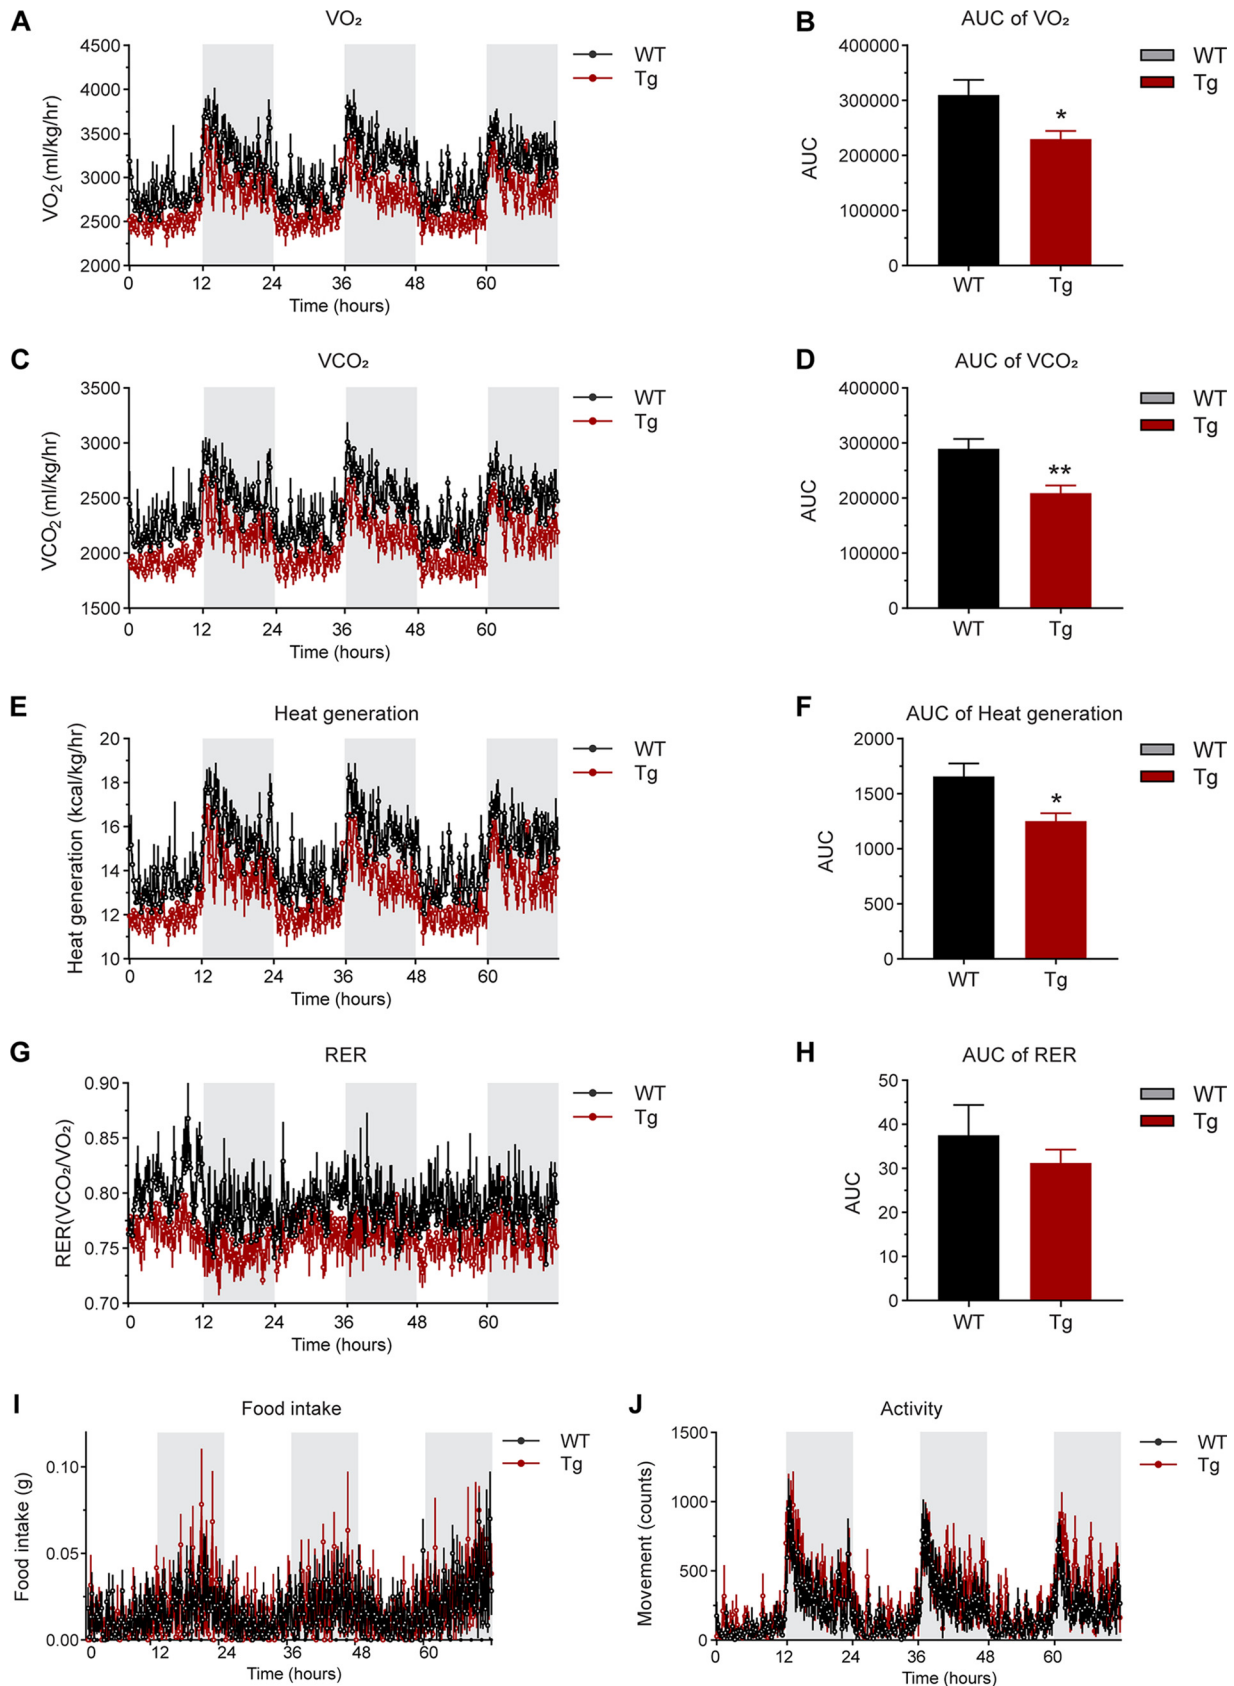 A
VO₂
VO₂(ml/kg/hr)
4500
4000
3500
3000
2500
2000
0 12 24 36 48 60
Time (hours)
WT
Tg
B
AUC of VO₂
AUC
400000
300000
200000
100000
0
*
WT Tg
WT
Tg
C
VCO₂
VCO₂(ml/kg/hr)
3500
3000
2500
2000
1500
0 12 24 36 48 60
Time (hours)
WT
Tg
D
AUC of VCO₂
AUC
400000
300000
200000
100000
0
**
WT Tg
WT
Tg
E
Heat generation
Heat generation (kcal/kg/hr)
20
18
16
14
12
10
0 12 24 36 48 60
Time (hours)
WT
Tg
F
AUC of Heat generation
AUC
2000
1500
1000
500
0
*
WT Tg
WT
Tg
G
RER
RER(VCO₂/VO₂)
0.90
0.85
0.80
0.75
0.70
0 12 24 36 48 60
Time (hours)
WT
Tg
H
AUC of RER
AUC
50
40
30
20
10
0
WT Tg
WT
Tg
I
Food intake
Food intake (g)
0.10
0.05
0.00
0 12 24 36 48 60
Time (hours)
WT
Tg
J
Activity
Movement (counts)
1500
1000
500
0
0 12 24 36 48 60
Time (hours)
WT
Tg